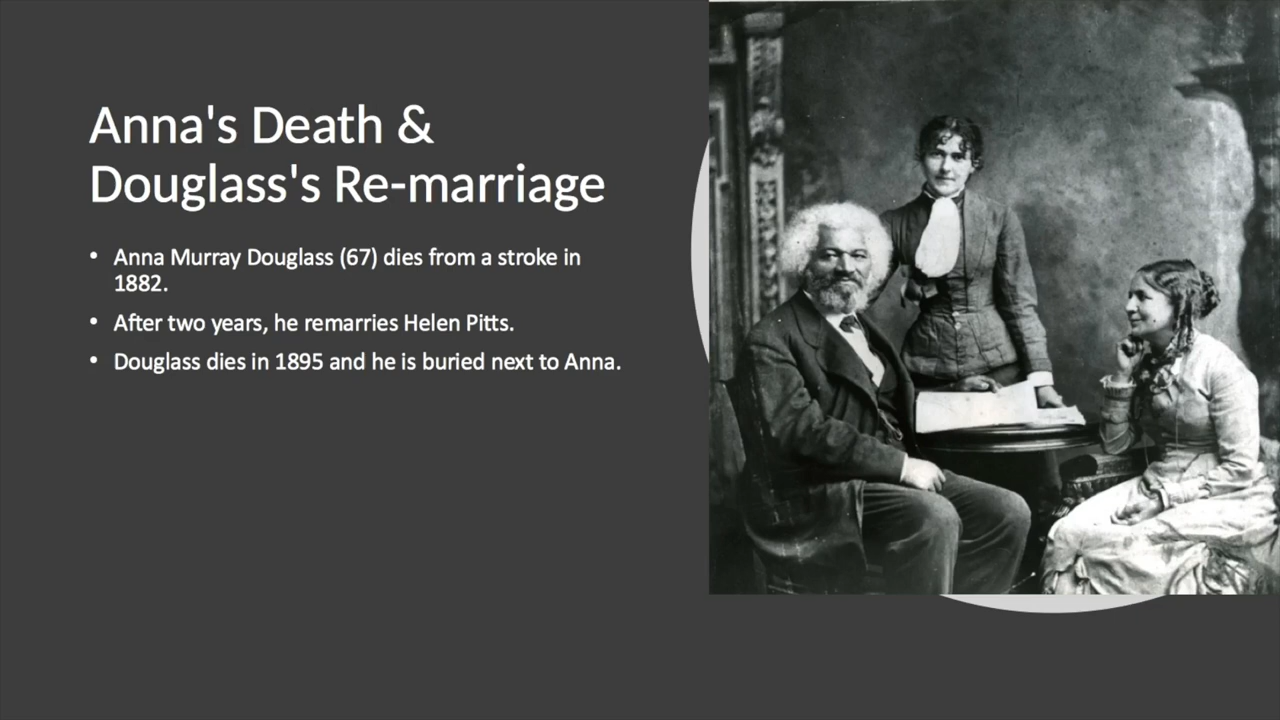 Anna's Death &
Douglass's Re-marriage
• Anna Murray Douglass (67) dies from a stroke in
1882.
• After two years, he remarries Helen Pitts.
• Douglass dies in 1895 and he is buried next to Anna.